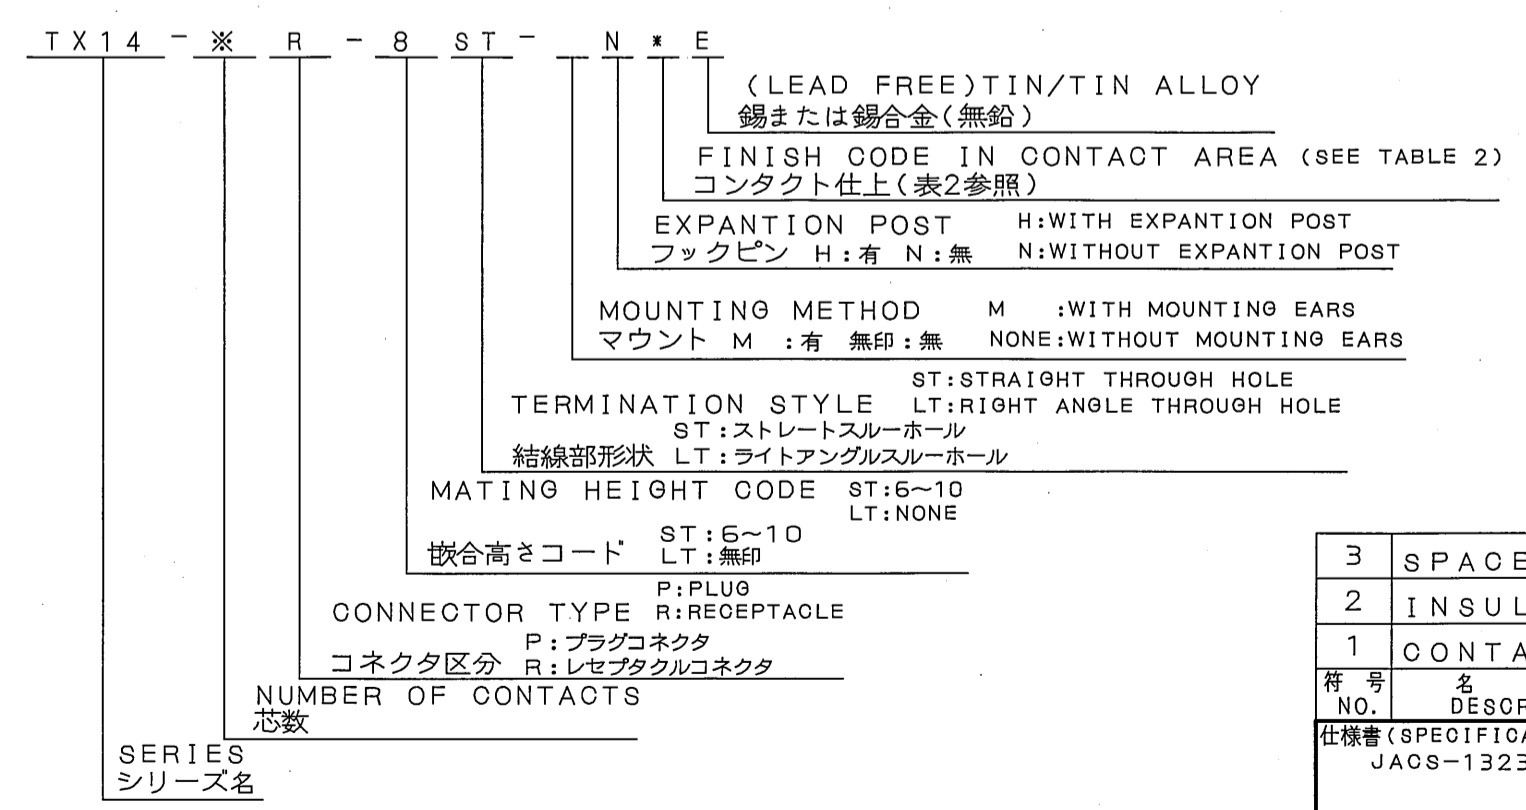 TX14-※ R-8 ST- N*E
(LEAD FREE)TIN/TIN ALLOY
錫または錫合金(無鉛)
FINISH CODE IN CONTACT AREA (SEE TABLE 2)
コンタクト仕上(表2参照)
EXPANTION POST H:WITH EXPANTION POST
フックピン H:有 N:無 N:WITHOUT EXPANTION POST
MOUNTING METHOD M :WITH MOUNTING EARS
マウント M :有 無印:無 NONE:WITHOUT MOUNTING EARS
ST:STRAIGHT THROUGH HOLE
TERMINATION STYLE LT:RIGHT ANGLE THROUGH HOLE
ST:ストレートスルーホール
結線部形状 LT:ライトアングルスルーホール
MATING HEIGHT CODE ST:6~10
LT:NONE
ST:6~10
嵌合高さコード LT:無印
P:PLUG
CONNECTOR TYPE R:RECEPTACLE
P:プラグコネクタ
コネクタ区分 R:レセプタクルコネクタ
NUMBER OF CONTACTS
芯数
SERIES
シリーズ名
3 SPACE
2 INSUL
1 CONTA
符号 名
NO. DESCR
仕様書(SPECIFICA
JACS-1323